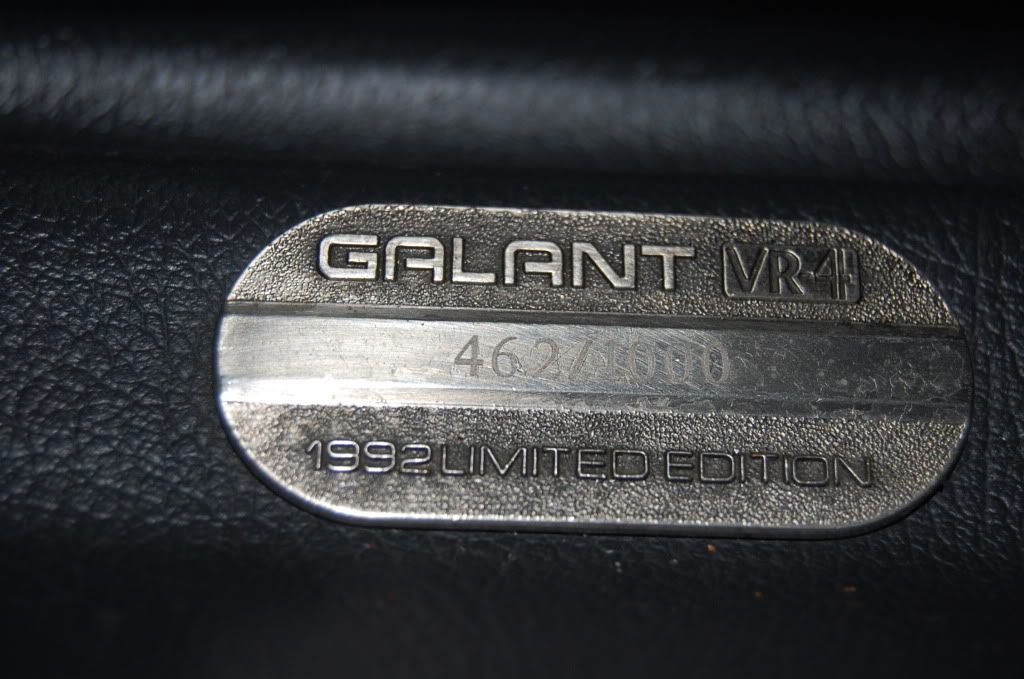 GALANT VR-4
462/1000
1992 LIMITED EDITION